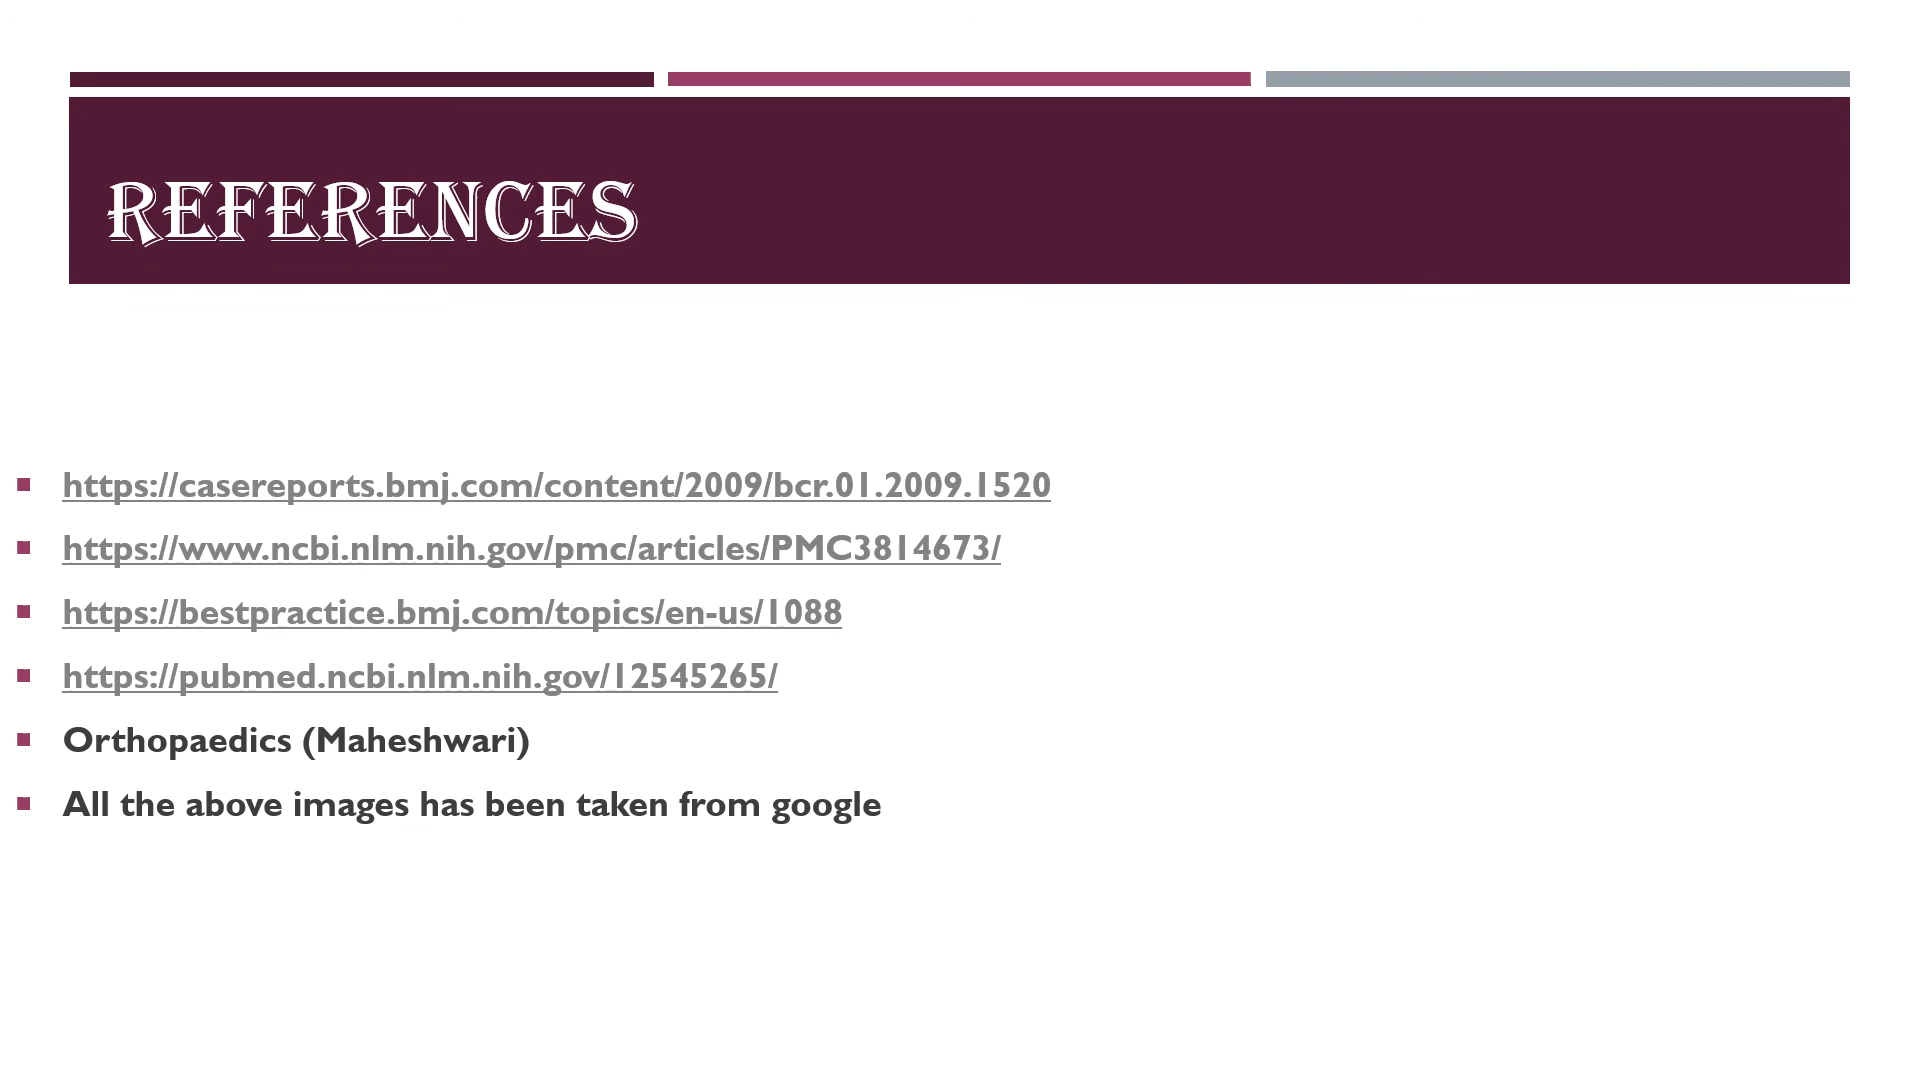 REFERENCES
https://casereports.bmj.com/content/2009/bcr.01.2009.1520
https://www.ncbi.nlm.nih.gov/pmc/articles/PMC3814673/
https://bestpractice.bmj.com/topics/en-us/1088
https://pubmed.ncbi.nlm.nih.gov/12545265/
Orthopaedics (Maheshwari)
All the above images has been taken from google